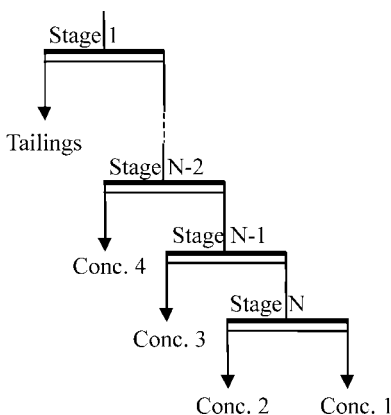 Stage 1
Tailings
Stage N-2
Conc. 4
Stage N-1
Conc. 3
Stage N
Conc. 2
Conc. 1